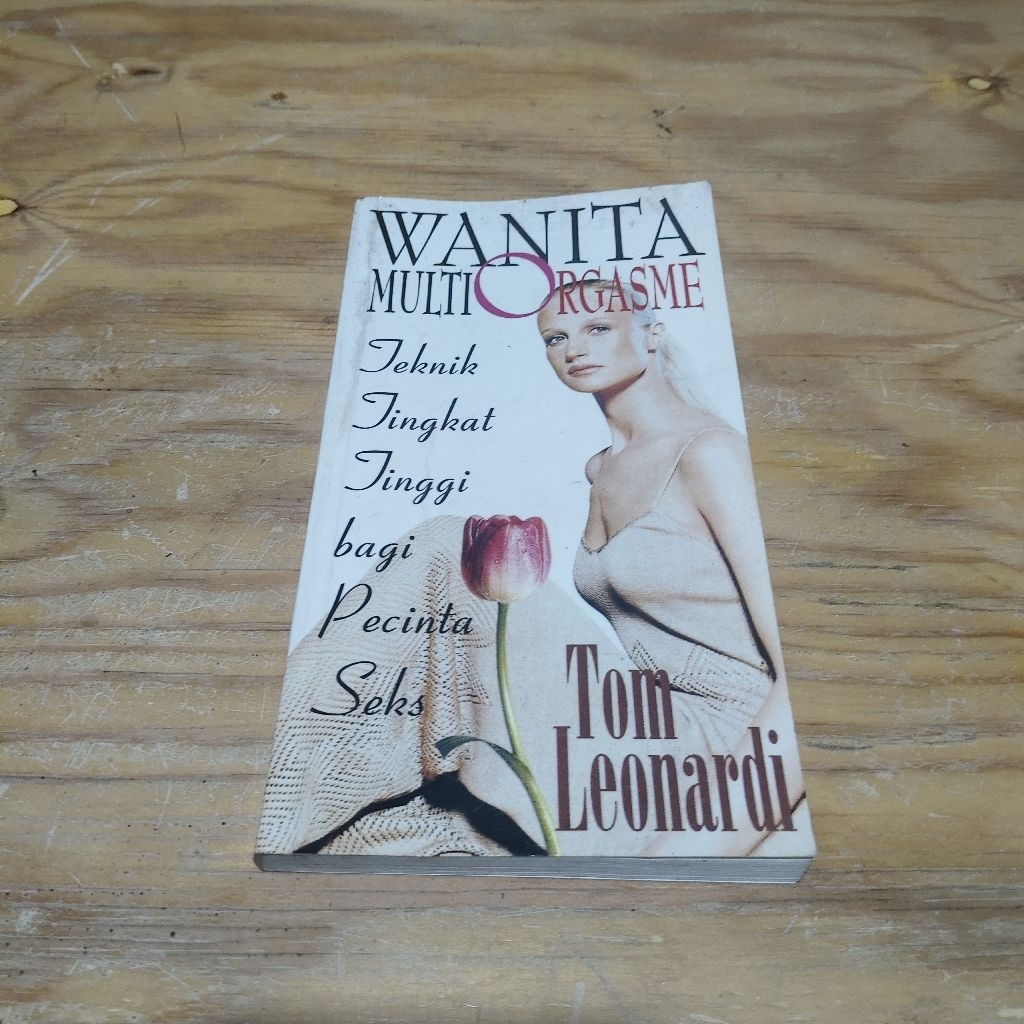 WANITA
MULTIORGASME
Teknik
Tingkat
Tinggi
bagi
Pecinta
Seks
Tom
Leonardi